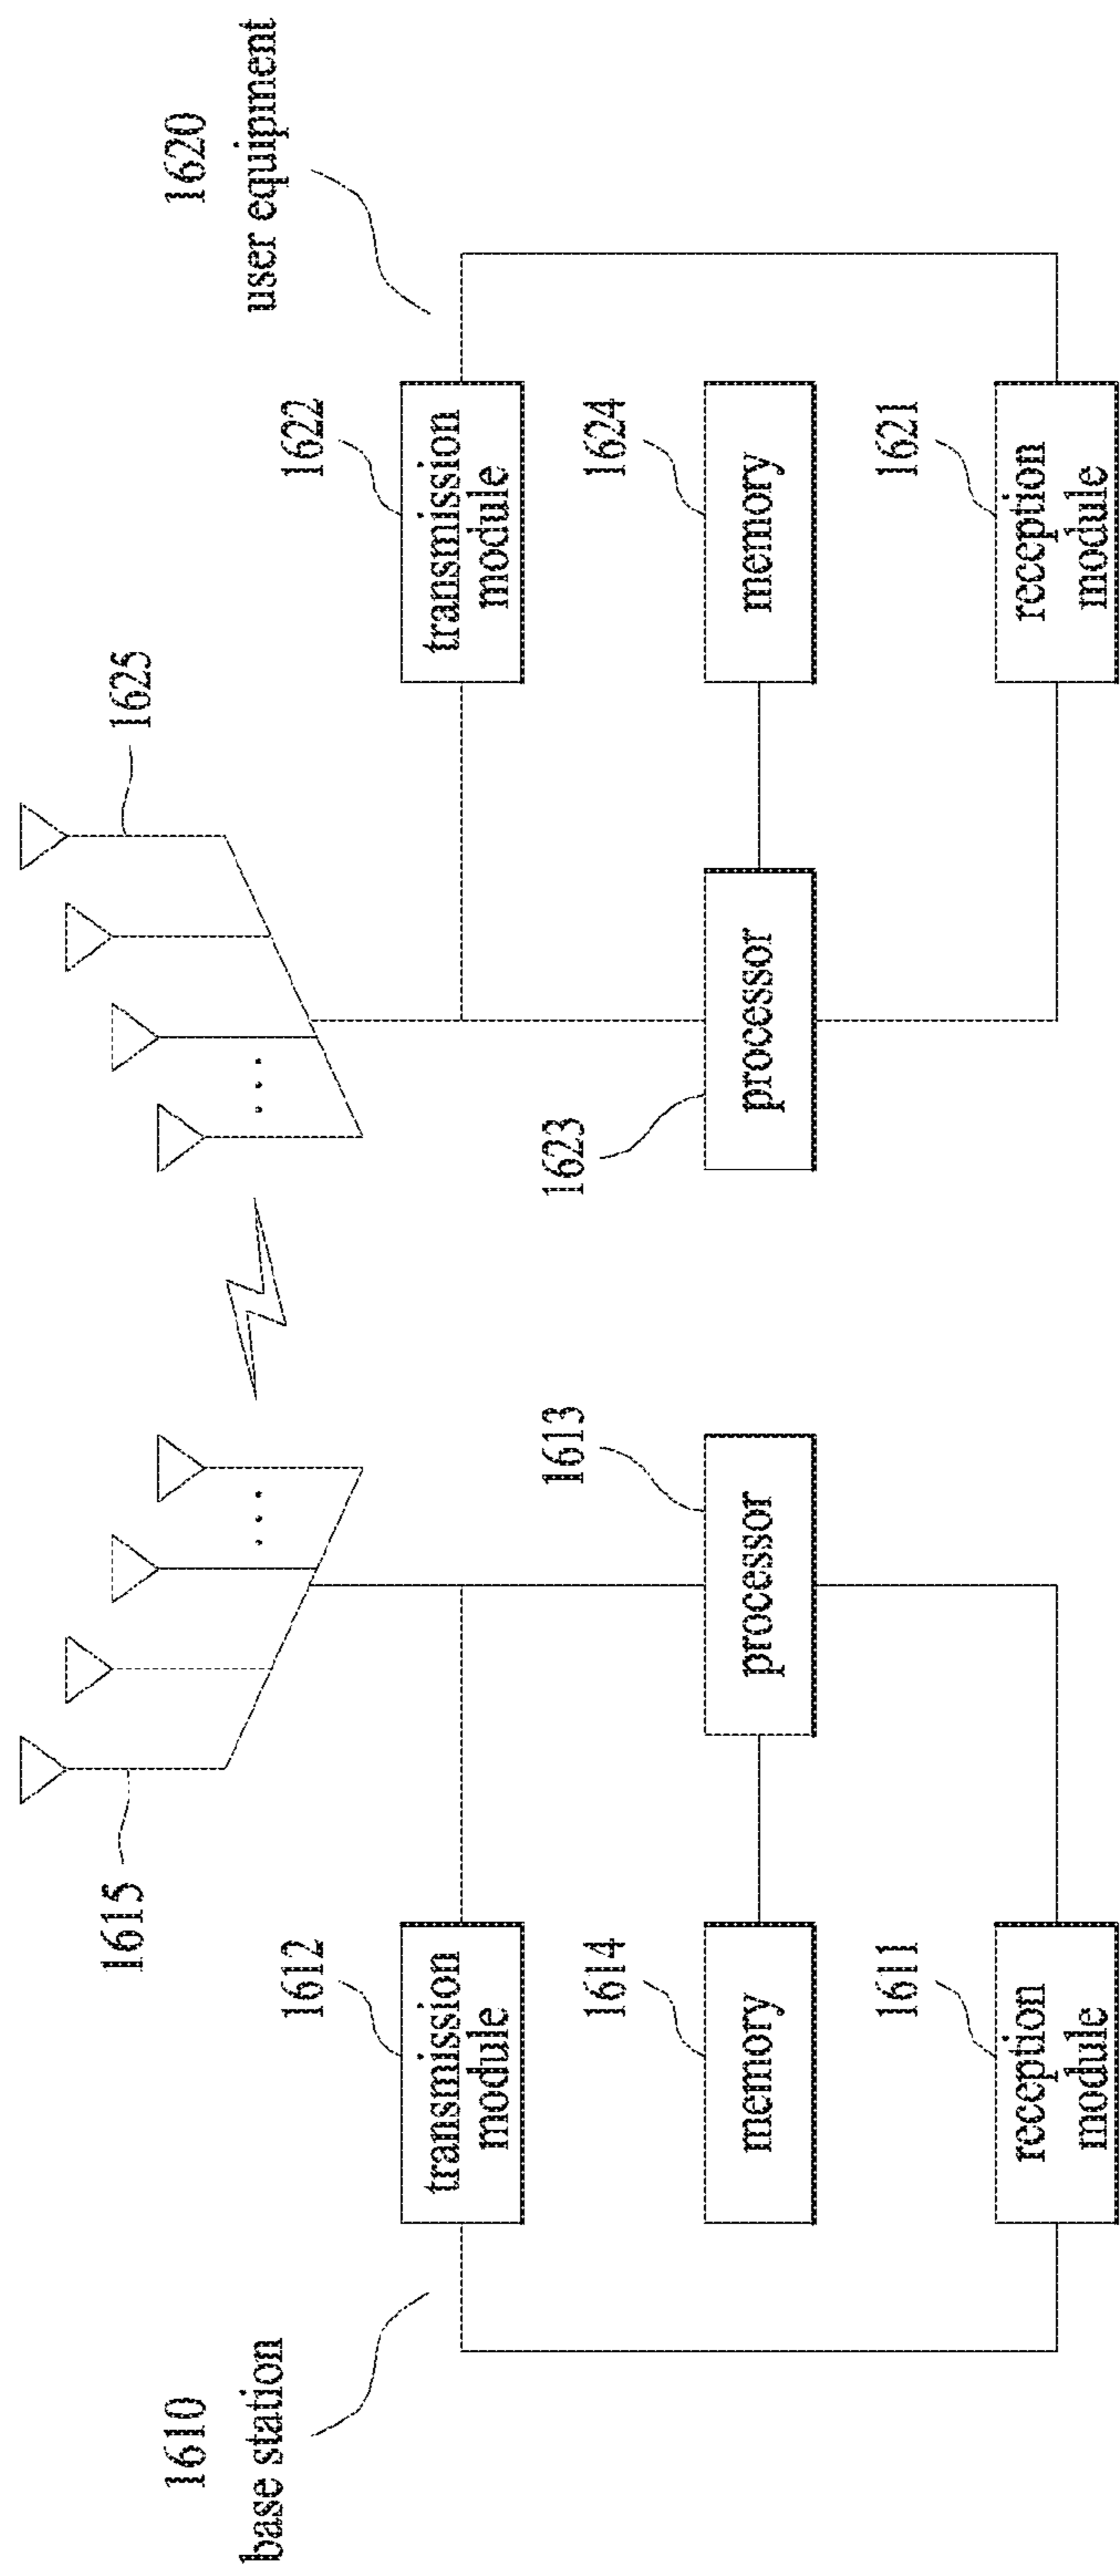 1610
base station
1620
user equipment
1615
1625
1612
transmission
module
1622
transmission
module
1613
processor
1623
processor
1614
memory
1624
memory
1611
reception
module
1621
reception
module